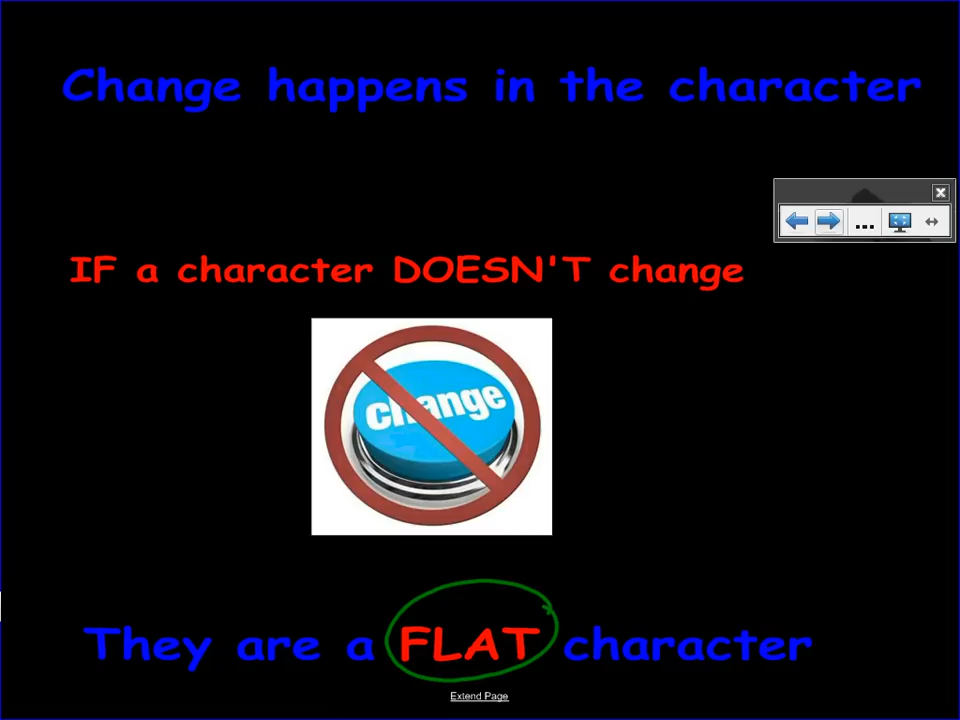 Change happens in the character
...
IF a character DOESN'T change
change
They are a FLAT character
Extend Page